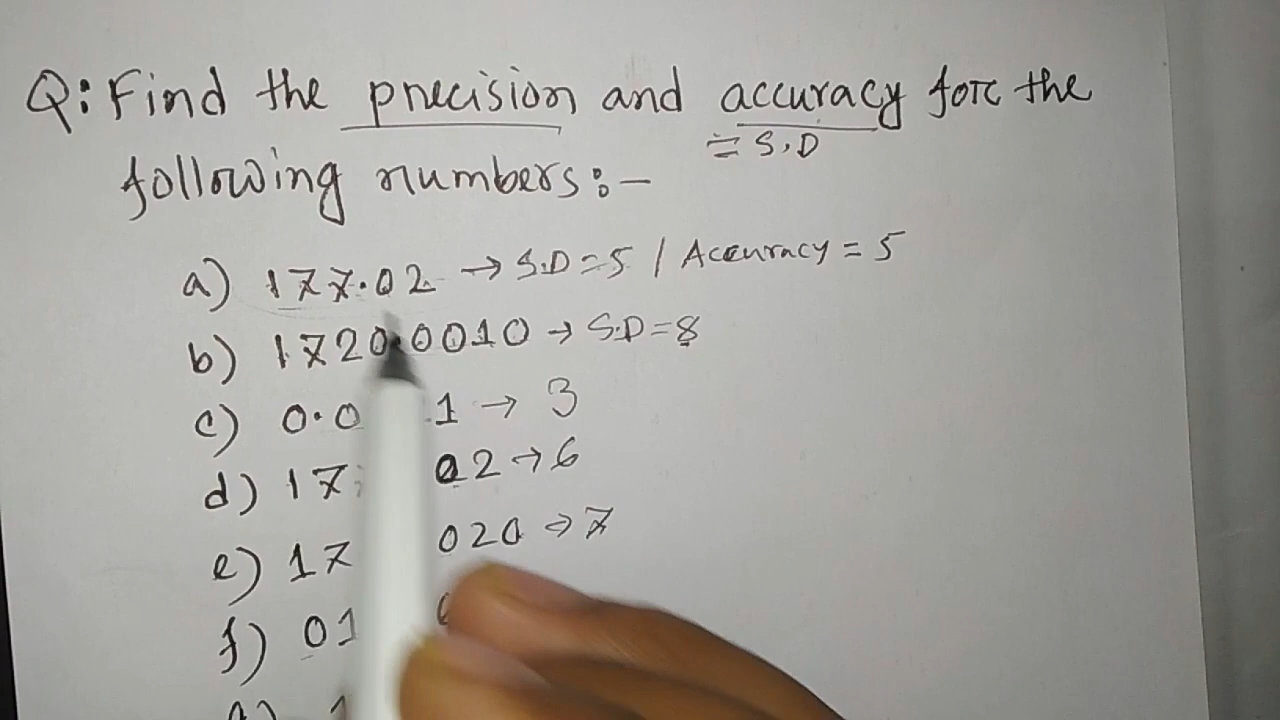 Q: Find the precision and accuracy for the
= S.D
following numbers:-
a) 177.02 → S.D = 5 / Accuracy = 5
b) 1720.0010 → S.D = 8
c) 0.0 1 → 3
d) 17 02 → 6
e) 17 020 → 7
f) 01